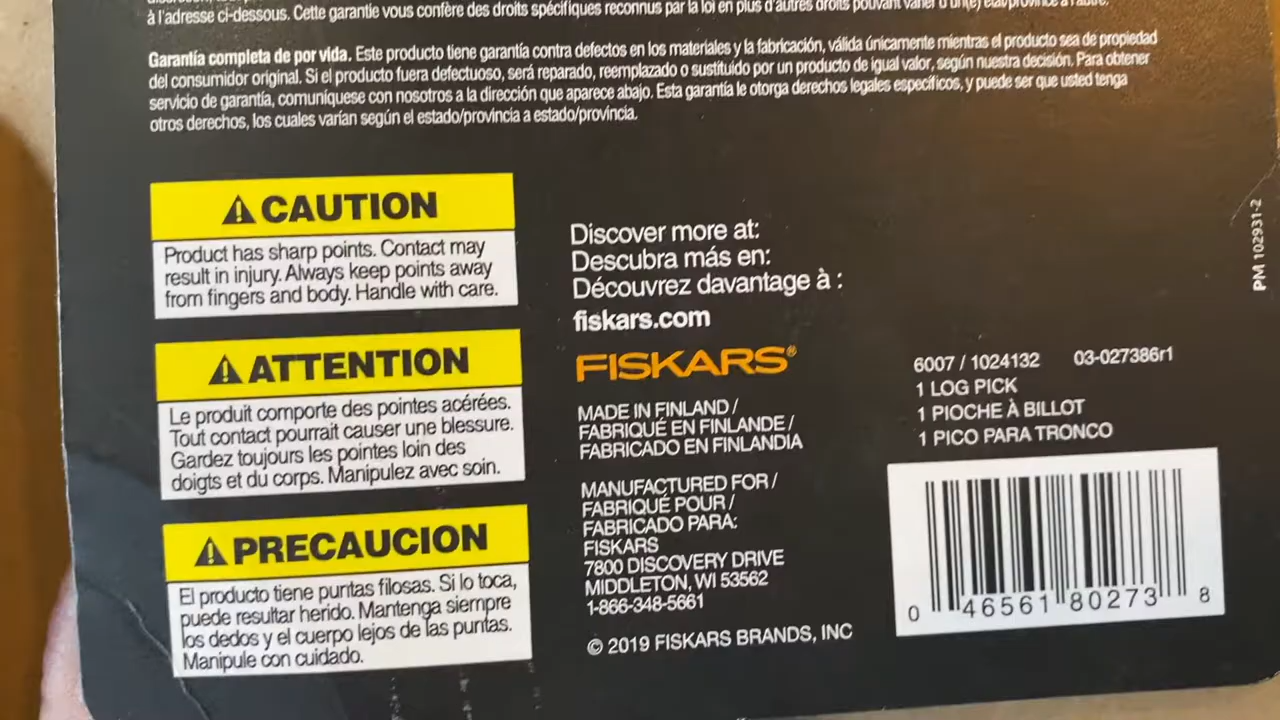 à l'adresse ci-dessous. Cette garantie vous confère des droits spécifiques reconnus par la loi en plus d'autres droits pouvant varier d'un(e) état/province à l'autre.
Garantía completa de por vida. Este producto tiene garantía contra defectos en los materiales y la fabricación, válida únicamente mientras el producto sea de propiedad
del consumidor original. Si el producto fuera defectuoso, será reparado, reemplazado o sustituido por un producto de igual valor, según nuestra decisión. Para obtener
servicio de garantía, comuníquese con nosotros a la dirección que aparece abajo. Esta garantía le otorga derechos legales específicos, y puede ser que usted tenga
otros derechos, los cuales varían según el estado/provincia a estado/província.
⚠ CAUTION
Product has sharp points. Contact may
result in injury. Always keep points away
from fingers and body. Handle with care.
⚠ ATTENTION
Le produit comporte des pointes acérées.
Tout contact pourrait causer une blessure.
Gardez toujours les pointes loin des
doigts et du corps. Manipulez avec soin.
⚠ PRECAUCION
El producto tiene puntas filosas. Si lo toca,
puede resultar herido. Mantenga siempre
los dedos y el cuerpo lejos de las puntas.
Manipule con cuidado.
Discover more at:
Descubra más en:
Découvrez davantage à :
fiskars.com
FISKARS®
MADE IN FINLAND /
FABRIQUÉ EN FINLANDE /
FABRICADO EN FINLANDIA
MANUFACTURED FOR /
FABRIQUÉ POUR /
FABRICADO PARA:
FISKARS
7800 DISCOVERY DRIVE
MIDDLETON, WI 53562
1-866-348-5661
© 2019 FISKARS BRANDS, INC
6007 / 1024132 03-027386r1
1 LOG PICK
1 PIOCHE À BILLOT
1 PICO PARA TRONCO
0 46561 80273 8
PM 102931-2